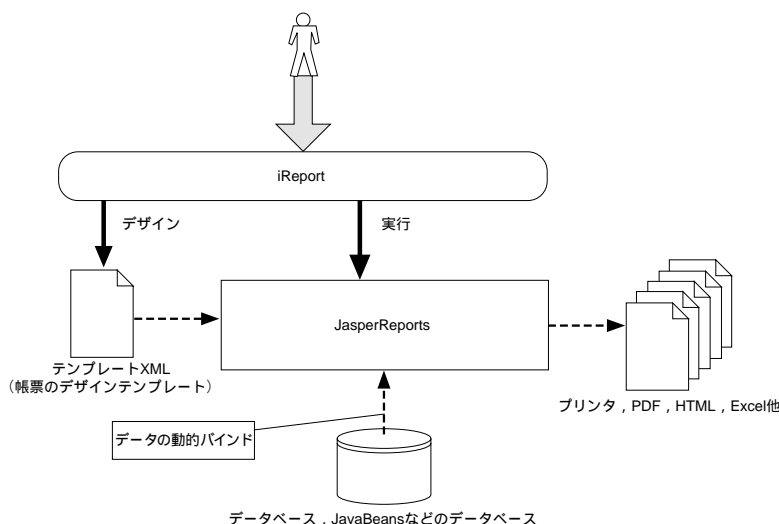 iReport
デザイン
実行
JasperReports
テンプレートXML
（帳票のデザインテンプレート）
プリンタ，PDF，HTML，Excel他
データの動的バインド
データベース，JavaBeansなどのデータベース